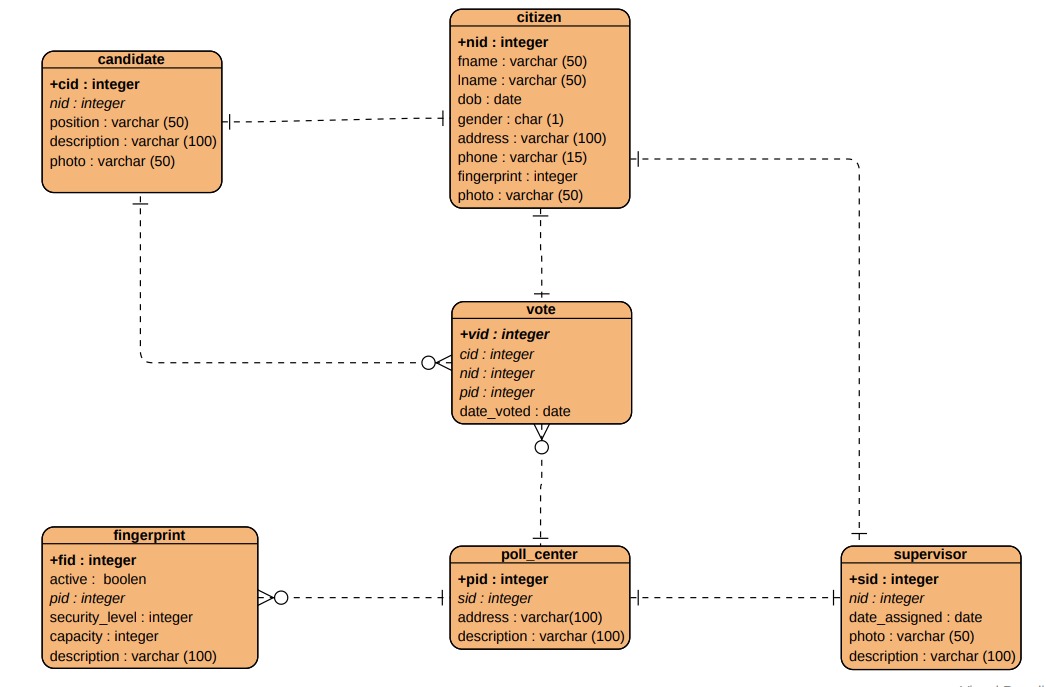 citizen
+nid : integer
fname : varchar (50)
lname : varchar (50)
dob : date
gender : char (1)
address : varchar (100)
phone : varchar (15)
fingerprint : integer
photo : varchar (50)
candidate
+cid : integer
nid : integer
position : varchar (50)
description : varchar (100)
photo : varchar (50)
vote
+vid : integer
cid : integer
nid : integer
pid : integer
date_voted : date
fingerprint
+fid : integer
active :  boolen
pid : integer
security_level : integer
capacity : integer
description : varchar (100)
poll_center
+pid : integer
sid : integer
address : varchar(100)
description : varchar (100)
supervisor
+sid : integer
nid : integer
date_assigned : date
photo : varchar (50)
description : varchar (100)